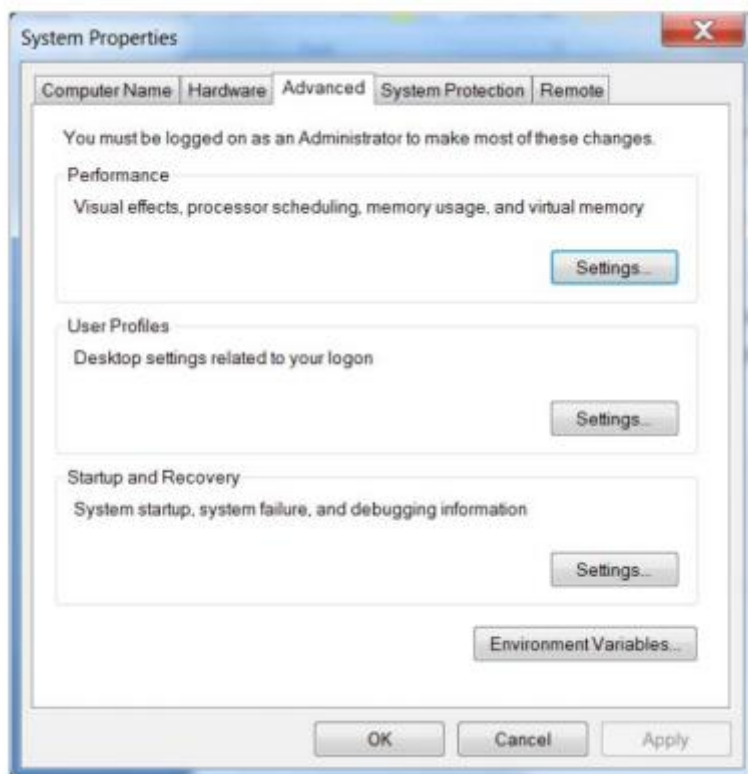 System Properties
Computer Name Hardware Advanced System Protection Remote
You must be logged on as an Administrator to make most of these changes.
Performance
Visual effects, processor scheduling, memory usage, and virtual memory
Settings...
User Profiles
Desktop settings related to your logon
Settings...
Startup and Recovery
System startup, system failure, and debugging information
Settings...
Environment Variables...
OK Cancel Apply